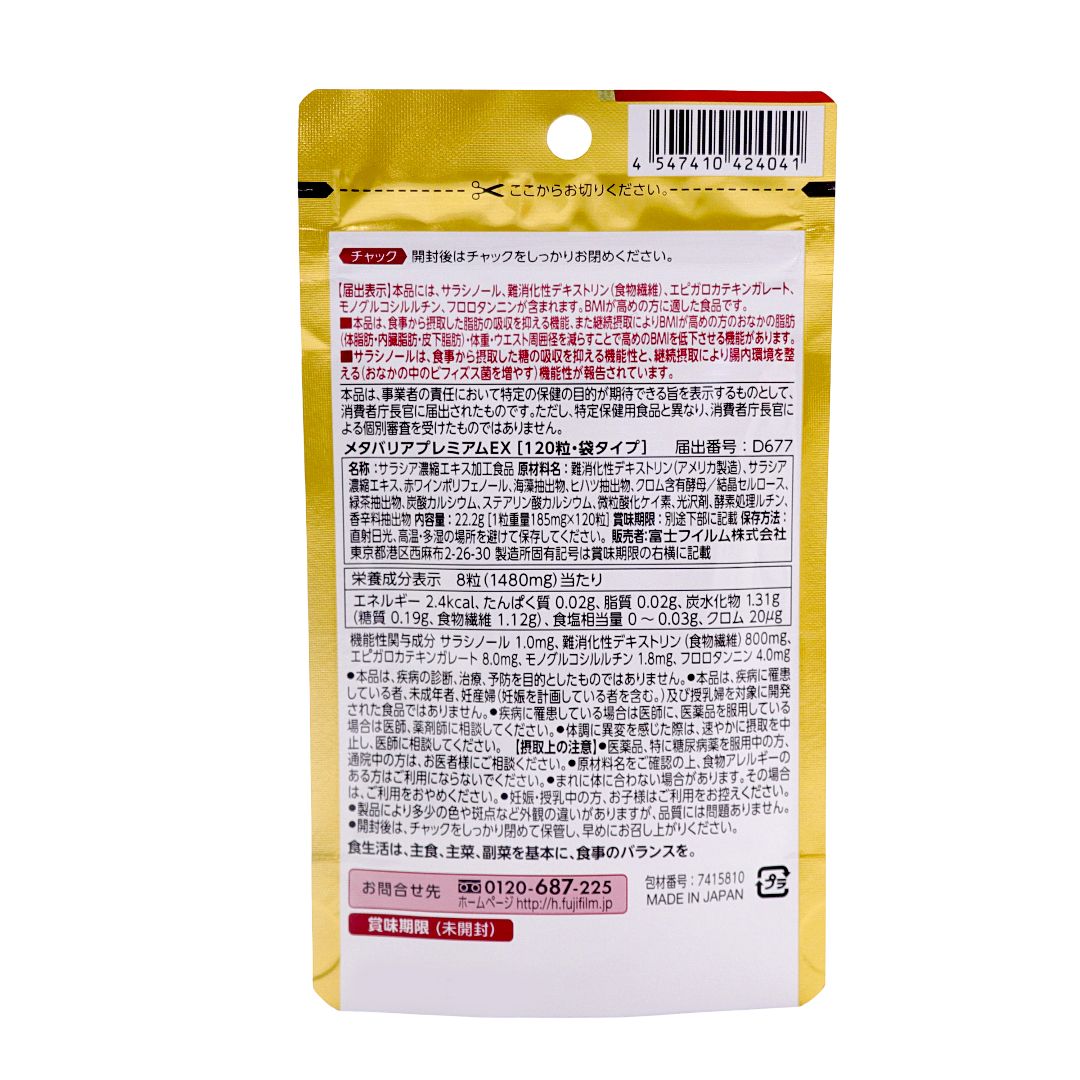 4 547410 424041
ここからお切りください。
チャック 開封後はチャックをしっかりお閉めください。
【届出表示】本品には、サラシノール、難消化性デキストリン(食物繊維)、エピガロカテキンガレート、
モノグルコシルルチン、フロロタンニンが含まれます。BMIが高めの方に適した食品です。
■本品は、食事から摂取した脂肪の吸収を抑える機能、また継続摂取によりBMIが高めの方のおなかの脂肪
(体脂肪・内臓脂肪・皮下脂肪)・体重・ウエスト周囲径を減らすことで高めのBMIを低下させる機能があります。
■サラシノールは、食事から摂取した糖の吸収を抑える機能性と、継続摂取により腸内環境を整
える(おなかの中のビフィズス菌を増やす)機能性が報告されています。
本品は、事業者の責任において特定の保健の目的が期待できる旨を表示するものとして、
消費者庁長官に届出されたものです。ただし、特定保健用食品と異なり、消費者庁長官に
よる個別審査を受けたものではありません。
メタバリアプレミアムEX [120粒・袋タイプ] 届出番号:D677
名称:サラシア濃縮エキス加工食品 原材料名:難消化性デキストリン(アメリカ製造)、サラシア
濃縮エキス、赤ワインポリフェノール、海藻抽出物、ヒハツ抽出物、クロム含有酵母/結晶セルロース、
緑茶抽出物、炭酸カルシウム、ステアリン酸カルシウム、微粒酸化ケイ素、光沢剤、酵素処理ルチン、
香辛料抽出物 内容量:22.2g [1粒重量185mg×120粒] 賞味期限:別途下部に記載 保存方法:
直射日光、高温・多湿の場所を避けて保存してください。 販売者:富士フイルム株式会社
東京都港区西麻布2-26-30 製造所固有記号は賞味期限の右横に記載
栄養成分表示 8粒(1480mg)当たり
エネルギー 2.4kcal、たんぱく質 0.02g、脂質 0.02g、炭水化物 1.31g
(糖質 0.19g、食物繊維 1.12g)、食塩相当量 0～0.03g、クロム 20μg
機能性関与成分 サラシノール 1.0mg、難消化性デキストリン(食物繊維)800mg、
エピガロカテキンガレート 8.0mg、モノグルコシルルチン 1.8mg、フロロタンニン 4.0mg
●本品は、疾病の診断、治療、予防を目的としたものではありません。●本品は、疾病に罹患
している者、未成年者、妊産婦(妊娠を計画している者を含む。)及び授乳婦を対象に開発
された食品ではありません。●疾病に罹患している場合は医師に、医薬品を服用している
場合は医師、薬剤師に相談してください。●体調に異変を感じた際は、速やかに摂取を中
止し、医師に相談してください。 【摂取上の注意】●医薬品、特に糖尿病薬を服用中の方、
通院中の方は、お医者様にご相談ください。●原材料名をご確認の上、食物アレルギーの
ある方はご利用にならないでください。●まれに体に合わない場合があります。その場合
は、ご利用をおやめください。●妊娠・授乳中の方、お子様はご利用をお控えください。
●製品により多少の色や斑点など外観の違いがありますが、品質には問題ありません。
●開封後は、チャックをしっかり閉めて保管し、早めにお召し上がりください。
食生活は、主食、主菜、副菜を基本に、食事のバランスを。
お問合せ先 0120-687-225
ホームページ http://h.fujifilm.jp
包材番号:7415810
MADE IN JAPAN
プラ
賞味期限 (未開封)